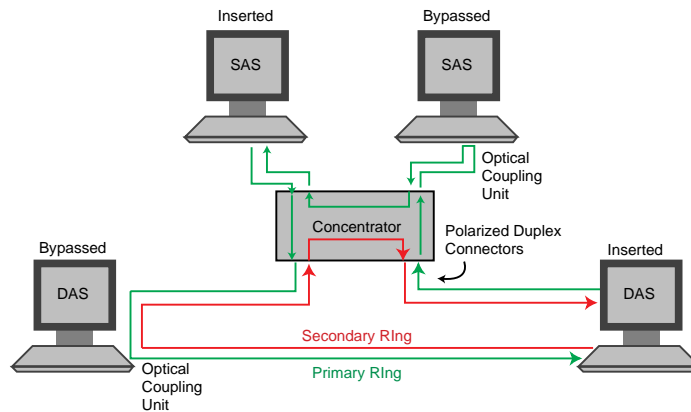 Inserted
Bypassed
SAS
SAS
Optical
Coupling
Unit
Concentrator
Polarized Duplex
Connectors
Bypassed
Inserted
DAS
DAS
Secondary RIng
Primary RIng
Optical
Coupling
Unit